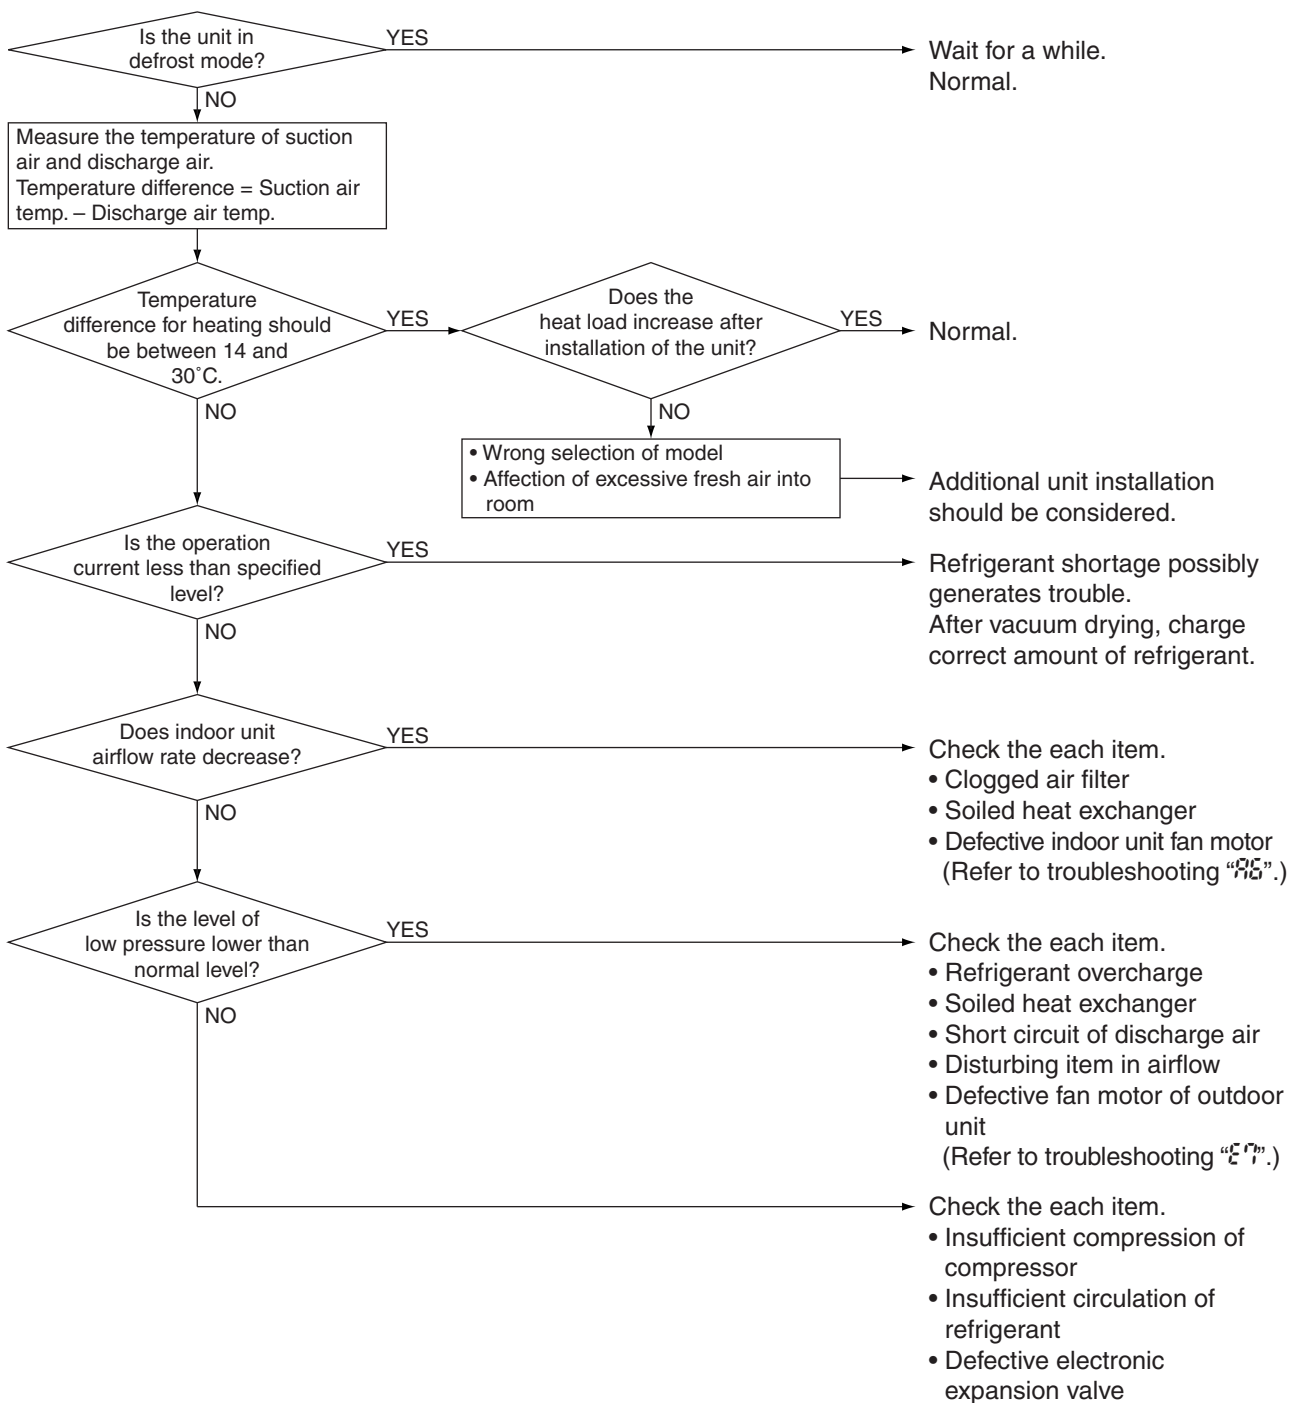 Is the unit in
defrost mode?
YES
Wait for a while.
Normal.
NO
Measure the temperature of suction
air and discharge air.
Temperature difference = Suction air
temp. – Discharge air temp.
Temperature
difference for heating should
be between 14 and
30˚C.
YES
Does the
heat load increase after
installation of the unit?
YES
Normal.
NO
NO
• Wrong selection of model
• Affection of excessive fresh air into
room
Additional unit installation
should be considered.
Is the operation
current less than specified
level?
YES
Refrigerant shortage possibly
generates trouble.
After vacuum drying, charge
correct amount of refrigerant.
NO
Does indoor unit
airflow rate decrease?
YES
Check the each item.
• Clogged air filter
• Soiled heat exchanger
• Defective indoor unit fan motor
(Refer to troubleshooting “A6”.)
NO
Is the level of
low pressure lower than
normal level?
YES
Check the each item.
• Refrigerant overcharge
• Soiled heat exchanger
• Short circuit of discharge air
• Disturbing item in airflow
• Defective fan motor of outdoor
unit
(Refer to troubleshooting “E7”.)
NO
Check the each item.
• Insufficient compression of
compressor
• Insufficient circulation of
refrigerant
• Defective electronic
expansion valve